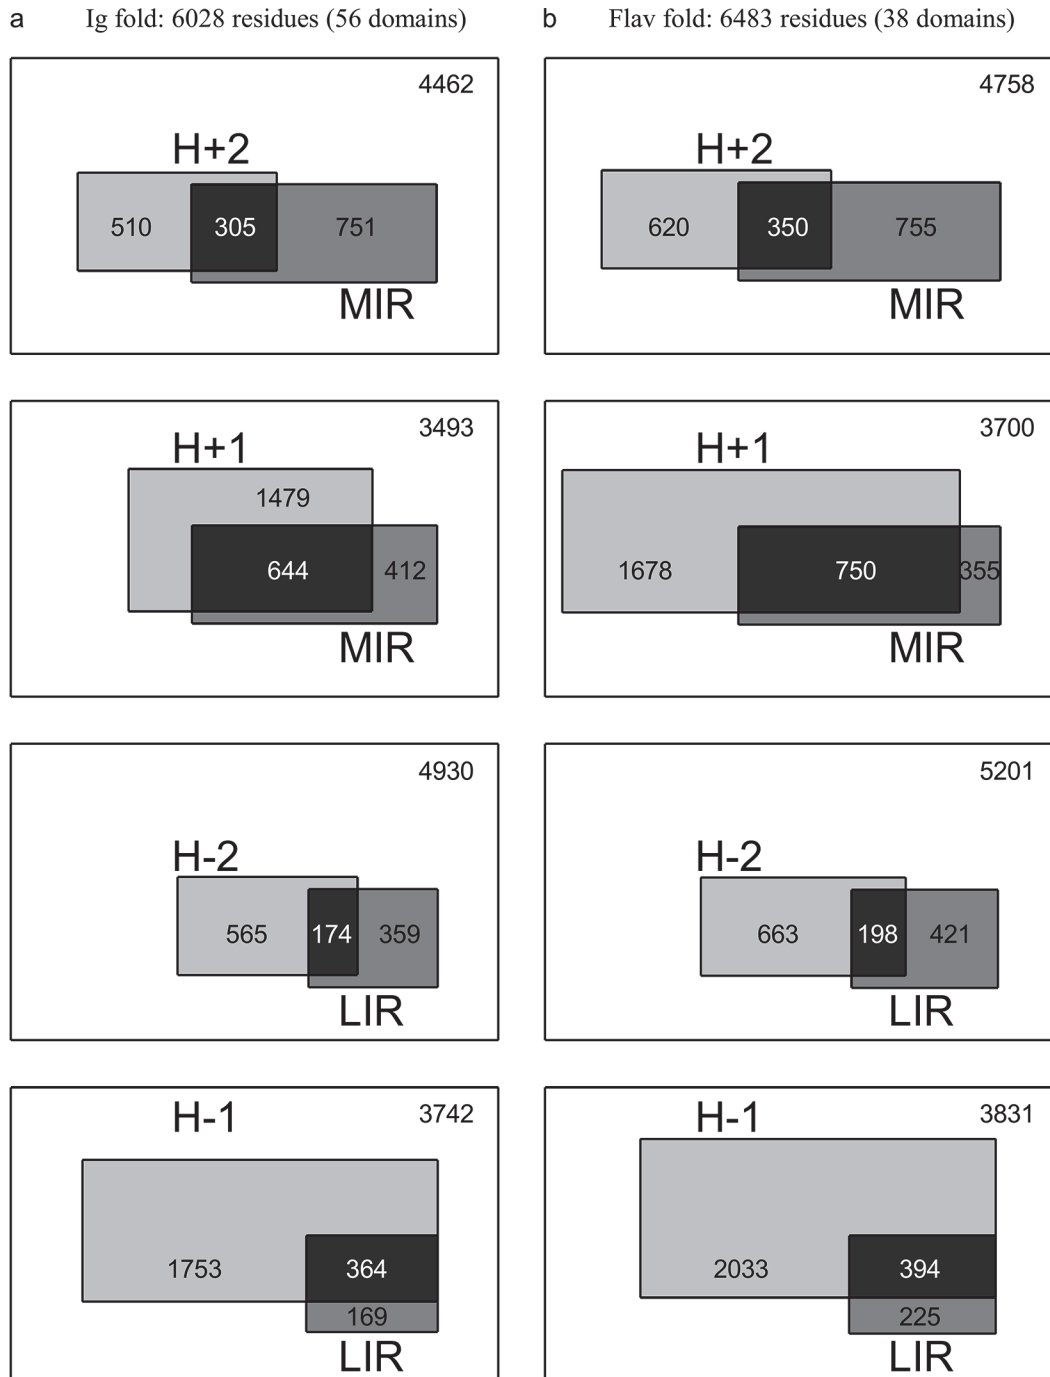 a Ig fold: 6028 residues (56 domains)
b Flav fold: 6483 residues (38 domains)
4462
H+2
510 305 751
MIR
4758
H+2
620 350 755
MIR
3493
H+1
1479
644 412
MIR
3700
H+1
1678 750 355
MIR
4930
H-2
565 174 359
LIR
5201
H-2
663 198 421
LIR
H-1 3742
1753 364
169
LIR
H-1 3831
2033 394
225
LIR